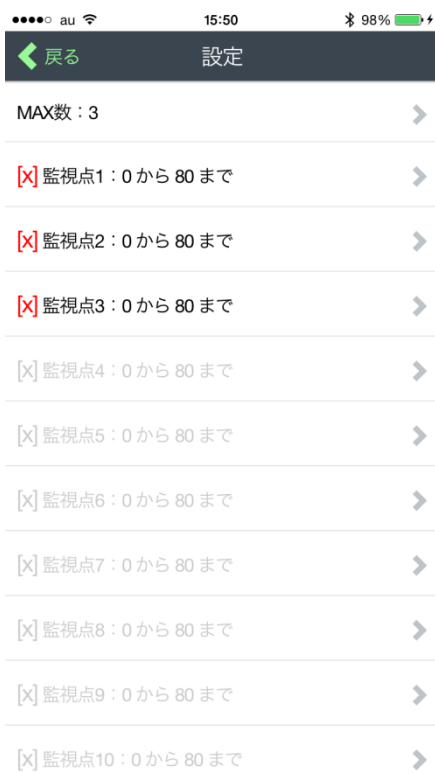 au 15:50 98%
戻る 設定
MAX数：3
[x] 監視点1：0 から 80 まで
[x] 監視点2：0 から 80 まで
[x] 監視点3：0 から 80 まで
[x] 監視点4：0 から 80 まで
[x] 監視点5：0 から 80 まで
[x] 監視点6：0 から 80 まで
[x] 監視点7：0 から 80 まで
[x] 監視点8：0 から 80 まで
[x] 監視点9：0 から 80 まで
[x] 監視点10：0 から 80 まで